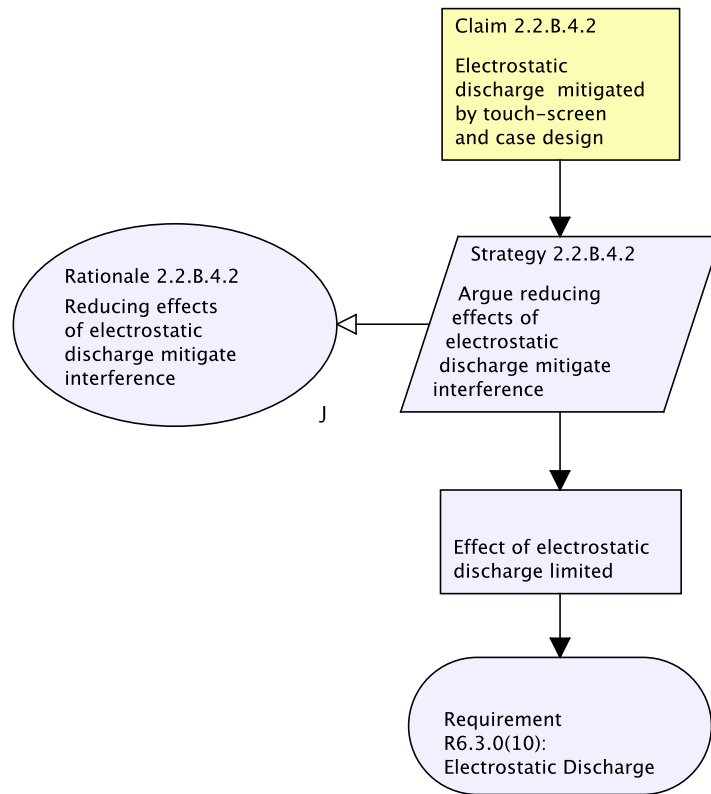 Claim 2.2.B.4.2
Electrostatic
discharge  mitigated
by touch-screen
and case design
Strategy 2.2.B.4.2
Argue reducing
effects of
electrostatic
discharge mitigate
interference
Rationale 2.2.B.4.2
Reducing effects
of electrostatic
discharge mitigate
interference
J
Effect of electrostatic
discharge limited
Requirement
R6.3.0(10):
Electrostatic Discharge